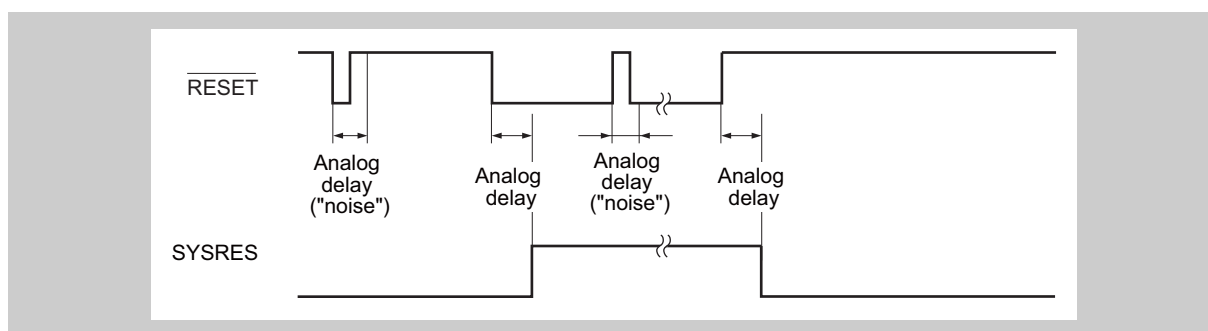 RESET
Analog
delay
("noise")
Analog
delay
Analog
delay
("noise")
Analog
delay
SYSRES